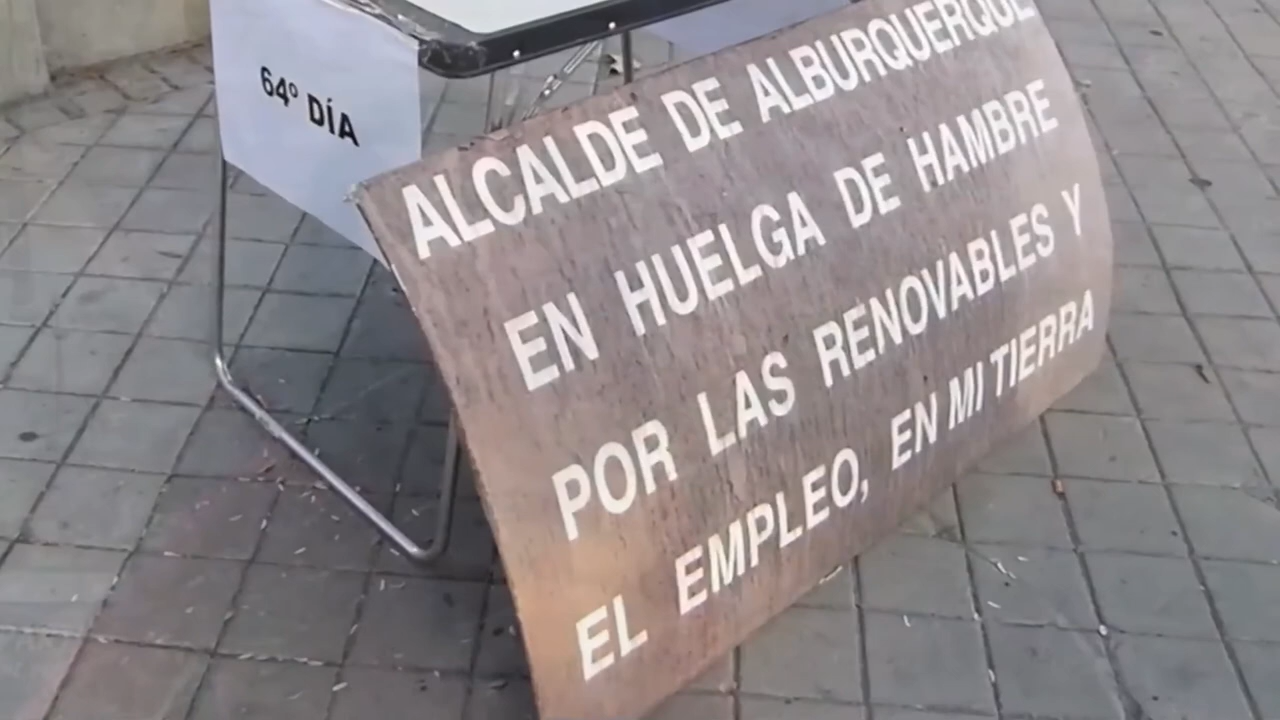 64º DÍA
ALCALDE DE ALBURQUERQUE
EN HUELGA DE HAMBRE
POR LAS RENOVABLES Y
EL EMPLEO, EN MI TIERRA